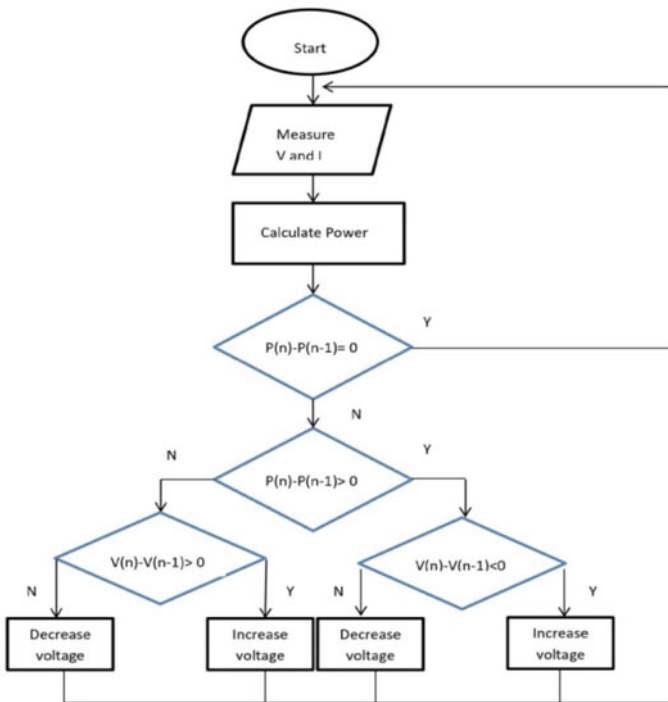 Start
Measure
V and I
Calculate Power
P(n)-P(n-1)= 0
Y
N
P(n)-P(n-1)> 0
N
Y
V(n)-V(n-1)> 0
V(n)-V(n-1)<0
N
Y
N
Y
Decrease
voltage
Increase
voltage
Decrease
voltage
Increase
voltage